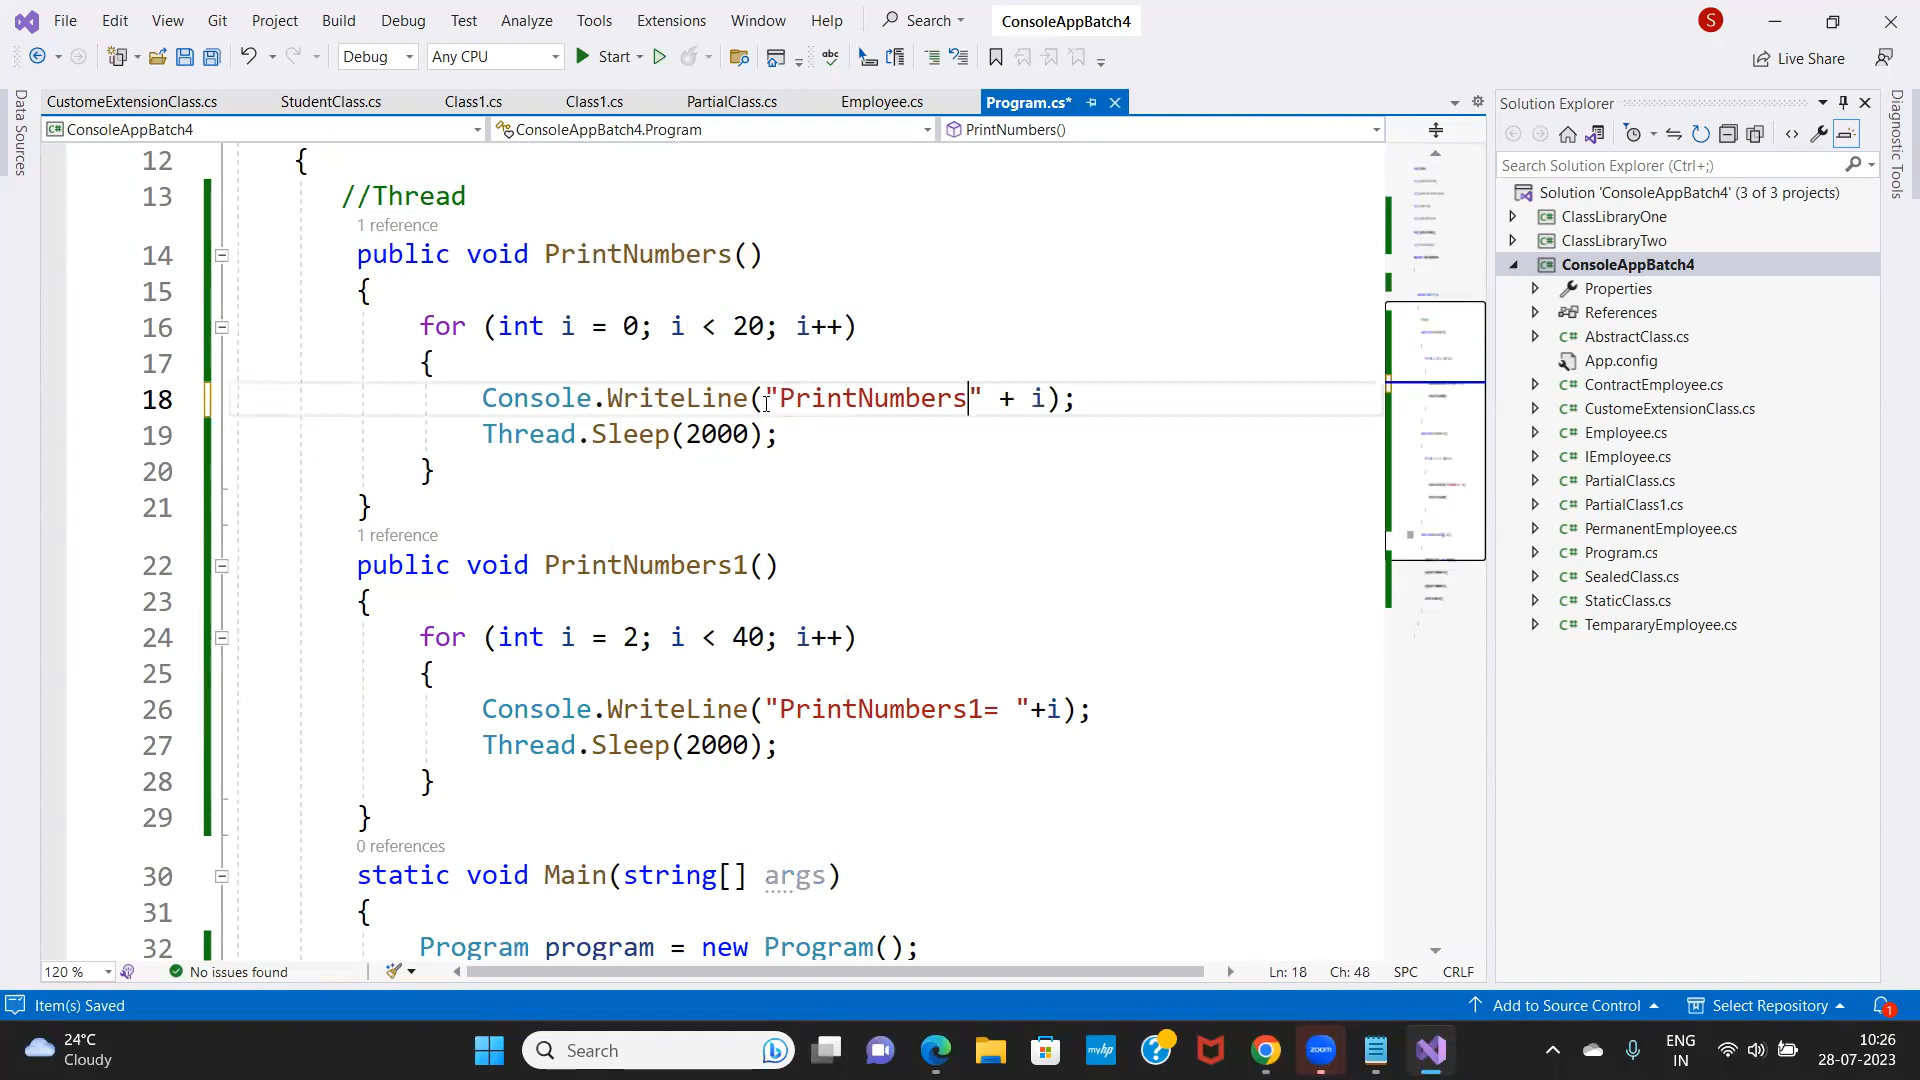 File Edit View Git Project Build Debug Test Analyze Tools Extensions Window Help Search ConsoleAppBatch4 S
Debug Any CPU Start Live Share
CustomeExtensionClass.cs StudentClass.cs Class1.cs Class1.cs PartialClass.cs Employee.cs Program.cs*
ConsoleAppBatch4 ConsoleAppBatch4.Program PrintNumbers()
12 {
13 //Thread
1 reference
14 public void PrintNumbers()
15 {
16 for (int i = 0; i < 20; i++)
17 {
18 Console.WriteLine("PrintNumbers" + i);
19 Thread.Sleep(2000);
20 }
21 }
1 reference
22 public void PrintNumbers1()
23 {
24 for (int i = 2; i < 40; i++)
25 {
26 Console.WriteLine("PrintNumbers1= "+i);
27 Thread.Sleep(2000);
28 }
29 }
0 references
30 static void Main(string[] args)
31 {
32 Program program = new Program();
120 % No issues found Ln: 18 Ch: 48 SPC CRLF
Data Sources
Solution Explorer
Search Solution Explorer (Ctrl+;)
Solution 'ConsoleAppBatch4' (3 of 3 projects)
C# ClassLibraryOne
C# ClassLibraryTwo
C# ConsoleAppBatch4
Properties
References
C# AbstractClass.cs
App.config
C# ContractEmployee.cs
C# CustomeExtensionClass.cs
C# Employee.cs
C# IEmployee.cs
C# PartialClass.cs
C# PartialClass1.cs
C# PermanentEmployee.cs
C# Program.cs
C# SealedClass.cs
C# StaticClass.cs
C# TempararyEmployee.cs
Diagnostic Tools
Item(s) Saved Add to Source Control Select Repository 1
24°C
Cloudy
Search
myhp
zoom
ENG
IN
10:26
28-07-2023